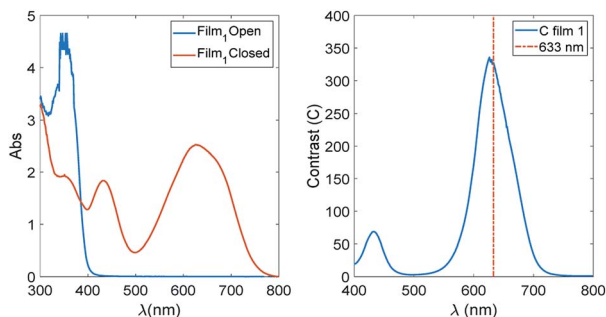 Film1Open
Film1Closed
Abs
5
4
3
2
1
0
300 400 500 600 700 800
λ(nm)
C film 1
633 nm
Contrast (C)
400
350
300
250
200
150
100
50
0
400 500 600 700 800
λ (nm)